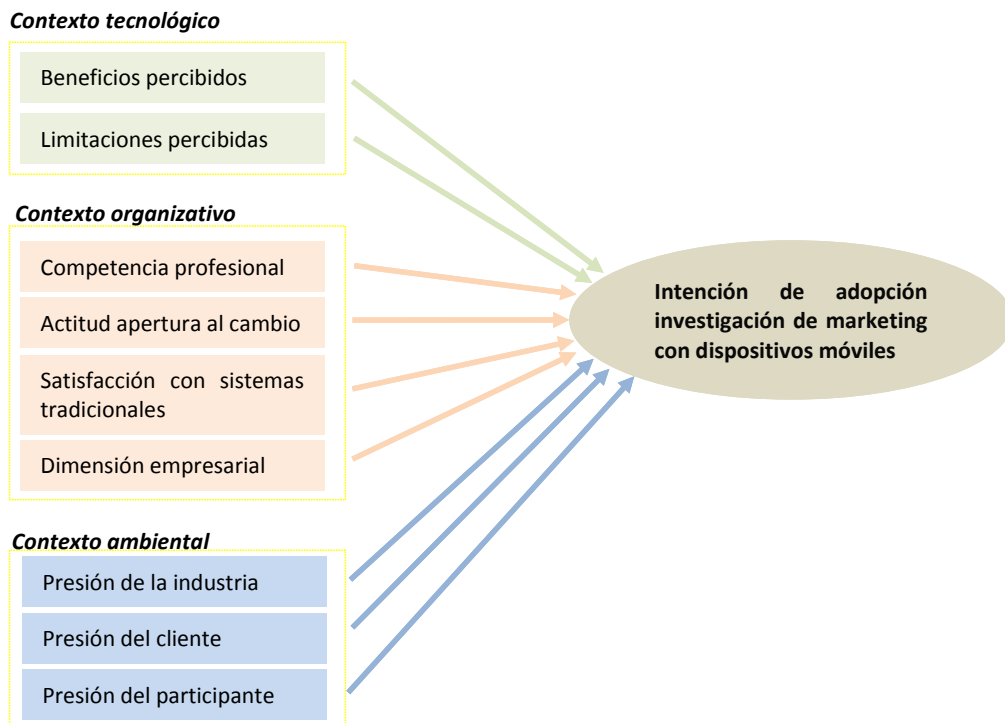 Contexto tecnológico
Beneficios percibidos
Limitaciones percibidas
Contexto organizativo
Competencia profesional
Actitud apertura al cambio
Satisfacción con sistemas
tradicionales
Dimensión empresarial
Contexto ambiental
Presión de la industria
Presión del cliente
Presión del participante
Intención de adopción
investigación de marketing
con dispositivos móviles